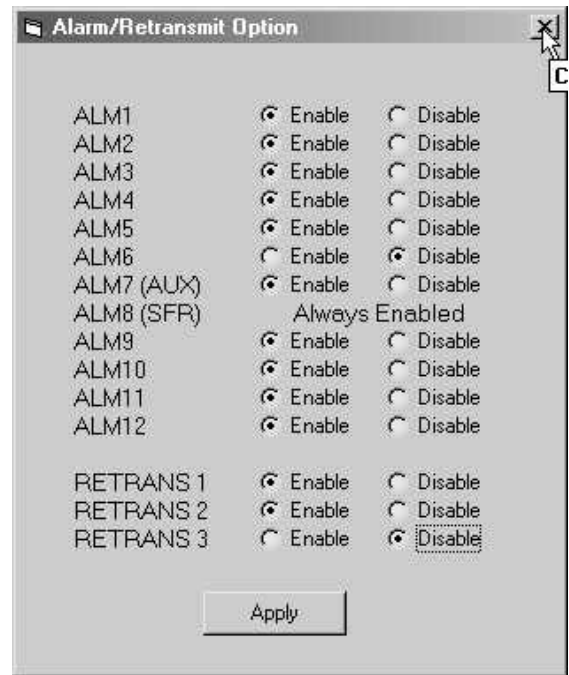 Alarm/Retransmit Option
C
ALM1 Enable Disable
ALM2 Enable Disable
ALM3 Enable Disable
ALM4 Enable Disable
ALM5 Enable Disable
ALM6 Enable Disable
ALM7 (AUX) Enable Disable
ALM8 (SFR) Always Enabled
ALM9 Enable Disable
ALM10 Enable Disable
ALM11 Enable Disable
ALM12 Enable Disable
RETRANS 1 Enable Disable
RETRANS 2 Enable Disable
RETRANS 3 Enable Disable
Apply